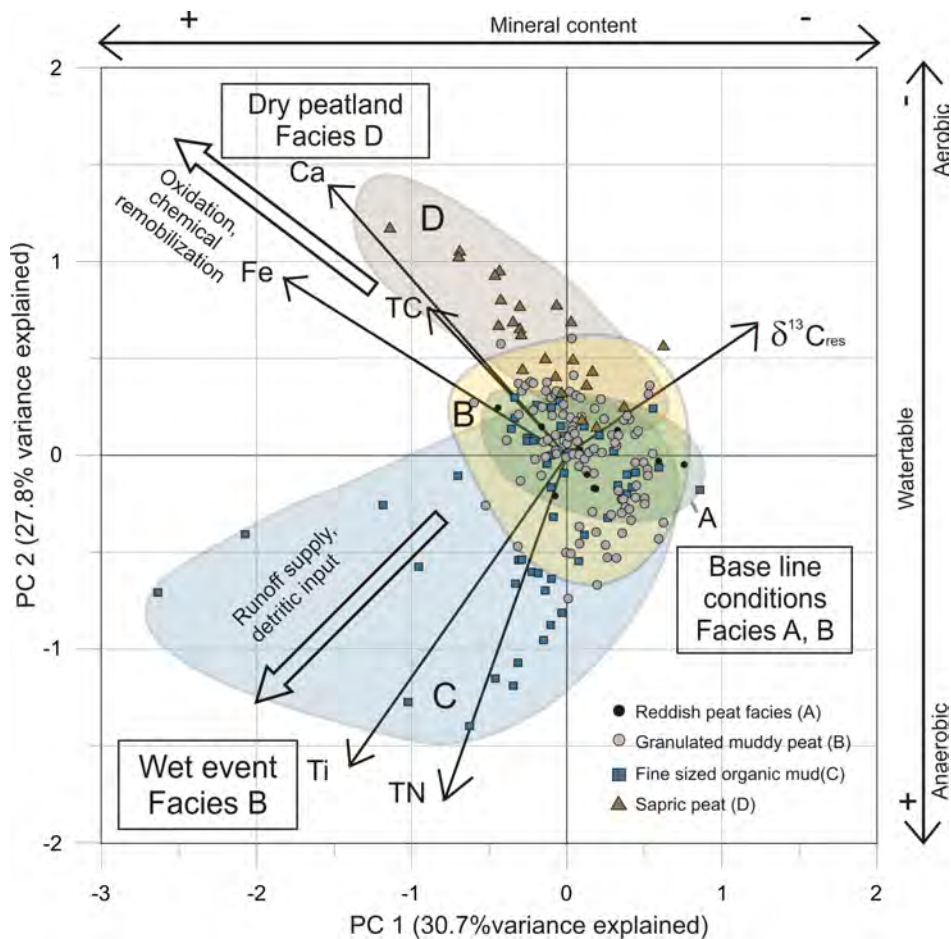 +
Mineral content
-
2
1
0
-1
-2
PC 2 (27.8% variance explained)
Dry peatland
Facies D
Ca
D
Oxidation,
chemical
remobilization
Fe
TC
δ13Cres
B
A
Runoff supply,
detritic input
Base line
conditions
Facies A, B
C
Reddish peat facies (A)
Granulated muddy peat (B)
Fine sized organic mud(C)
Sapric peat (D)
Wet event
Facies B
Ti
TN
-3
-2
-1
0
1
2
PC 1 (30.7%variance explained)
-
Aerobic
Watertable
+
Anaerobic